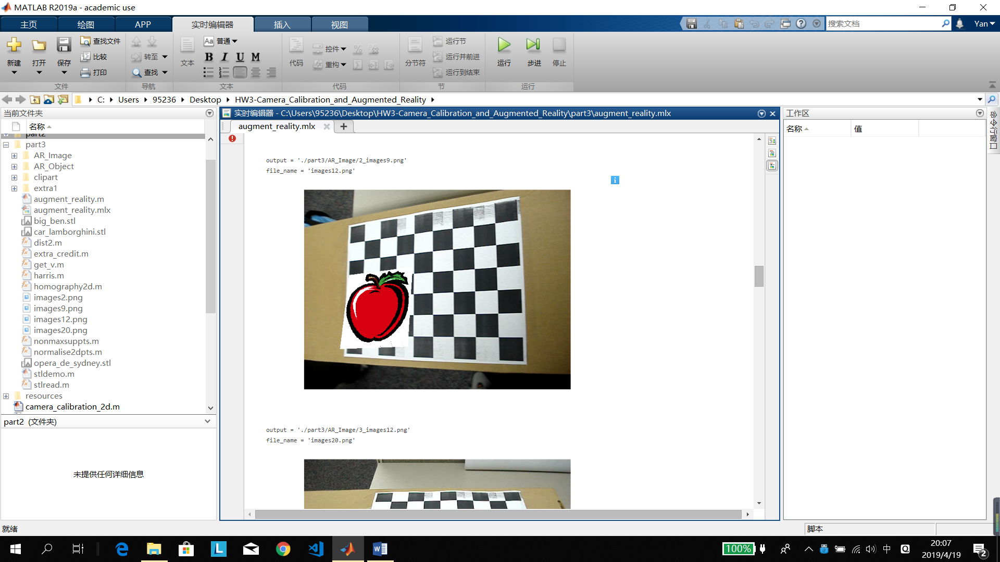 MATLAB R2019a - academic use
主页 绘图 APP 实时编辑器 插入 视图
搜索文档 Yan
新建 打开 保存 查找文件 比较 打印
转至 查找
文本 Aa 普通 B I U M
代码 控件 重构
分节符 运行节 运行并前进 运行到结束
运行 步进 停止
文件 导航 文本 代码 节 运行
C: Users 95236 Desktop HW3-Camera_Calibration_and_Augmented_Reality
当前文件夹
名称
part2
part3
AR_Image
AR_Object
clipart
extra1
augment_reality.m
augment_reality.mlx
big_ben.stl
car_lamborghini.stl
dist2.m
extra_credit.m
get_v.m
harris.m
homography2d.m
images2.png
images9.png
images12.png
images20.png
nonmaxsuppts.m
normalise2dpts.m
opera_de_sydney.stl
stldemo.m
stlread.m
resources
camera_calibration_2d.m
part2 (文件夹)
未提供任何详细信息
实时编辑器 - C:\Users\95236\Desktop\HW3-Camera_Calibration_and_Augmented_Reality\part3\augment_reality.mlx
augment_reality.mlx
output = './part3/AR_Image/2_images9.png'
file_name = 'images12.png'
output = './part3/AR_Image/3_images12.png'
file_name = 'images20.png'
工作区
名称 值
命令行窗口
就绪
脚本
100%
中
20:07
2019/4/19
2